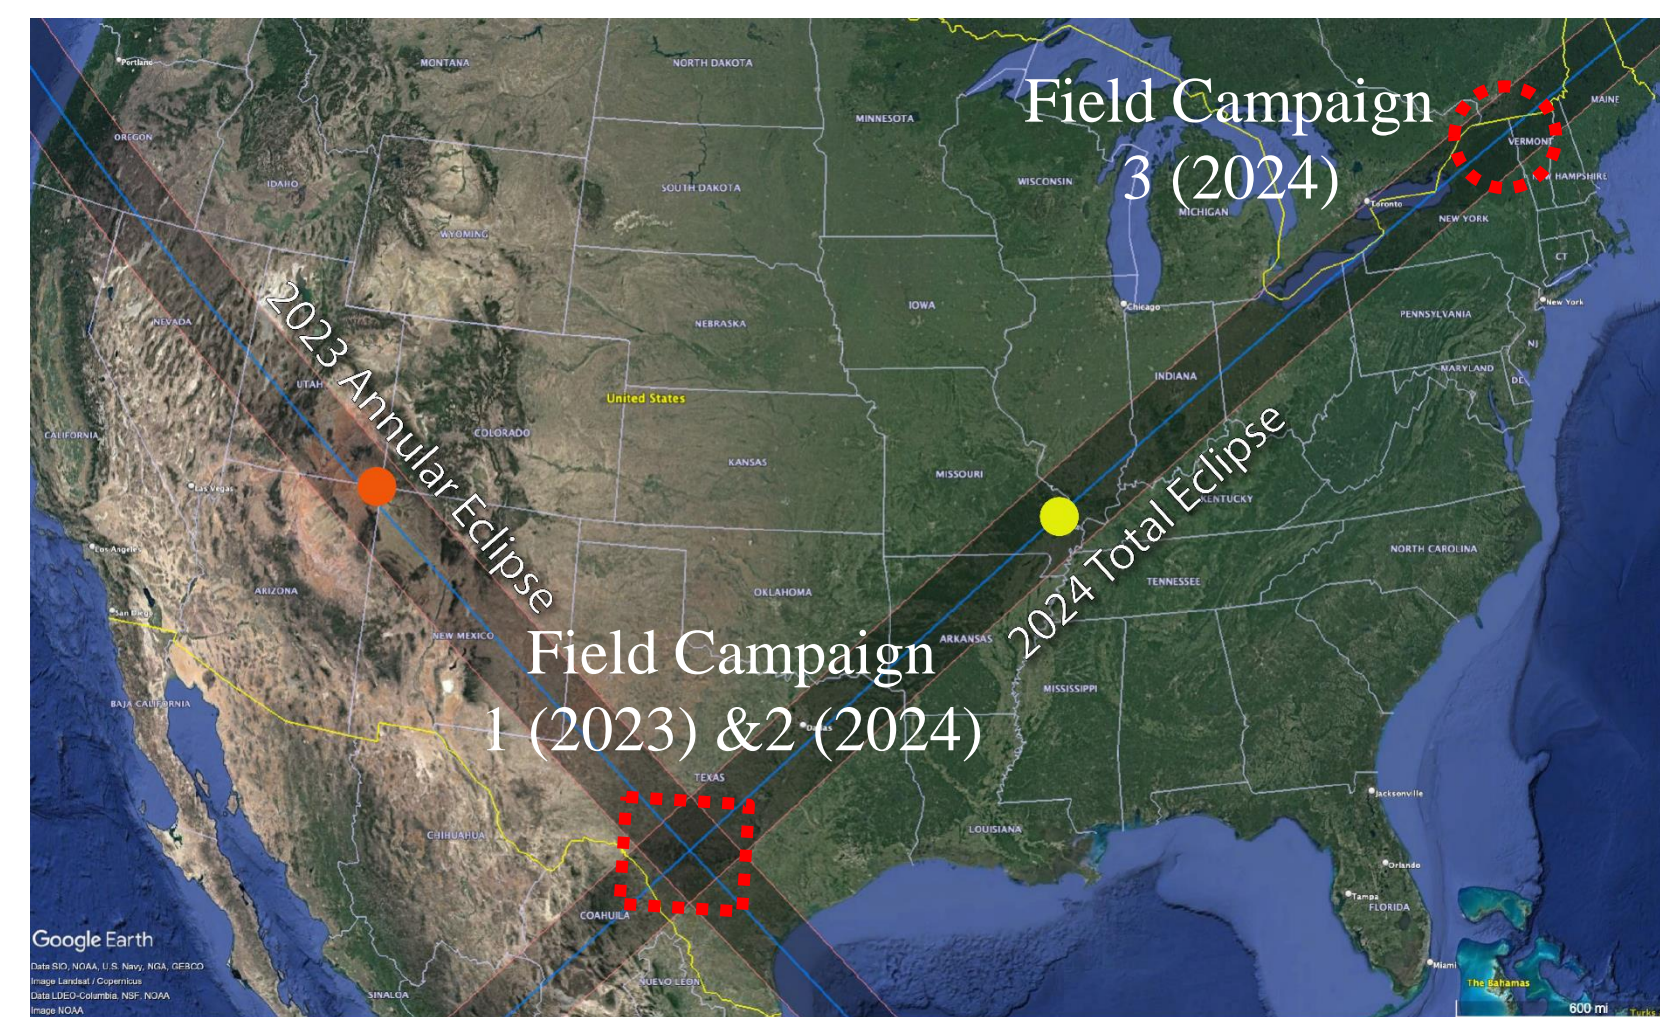 Portland
MONTANA
NORTH DAKOTA
MINNESOTA
OREGON
IDAHO
SOUTH DAKOTA
WISCONSIN
WYOMING
MICHIGAN
Field Campaign
3 (2024)
MAINE
VERMONT
NEW HAMPSHIRE
Toronto
NEW YORK
CT
New York
PENNSYLVANIA
NJ
MARYLAND
DE
Chicago
IOWA
NEBRASKA
NEVADA
UTAH
2023 Annular Eclipse
United States
COLORADO
KANSAS
MISSOURI
INDIANA
KENTUCKY
2024 Total Eclipse
CALIFORNIA
Las Vegas
Los Angeles
San Diego
ARIZONA
NEW MEXICO
OKLAHOMA
ARKANSAS
TENNESSEE
NORTH CAROLINA
MISSISSIPPI
Field Campaign
1 (2023) &2 (2024)
Dallas
BAJA CALIFORNIA
TEXAS
CHIHUAHUA
LOUISIANA
Jacksonville
Orlando
Tampa
FLORIDA
COAHUILA
Miami
The Bahamas
NUEVO LEON
SINALOA
600 mi
Turks
Google Earth
Data SIO, NOAA, U.S. Navy, NGA, GEBCO
Image Landsat / Copernicus
Data LDEO-Columbia, NSF, NOAA
Image NOAA